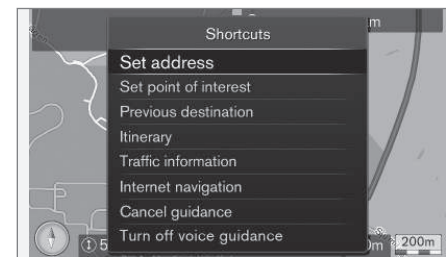 m
Shortcuts
Set address
Set point of interest
Previous destination
Itinerary
Traffic information
Internet navigation
Cancel guidance
Turn off voice guidance
5
m
200m